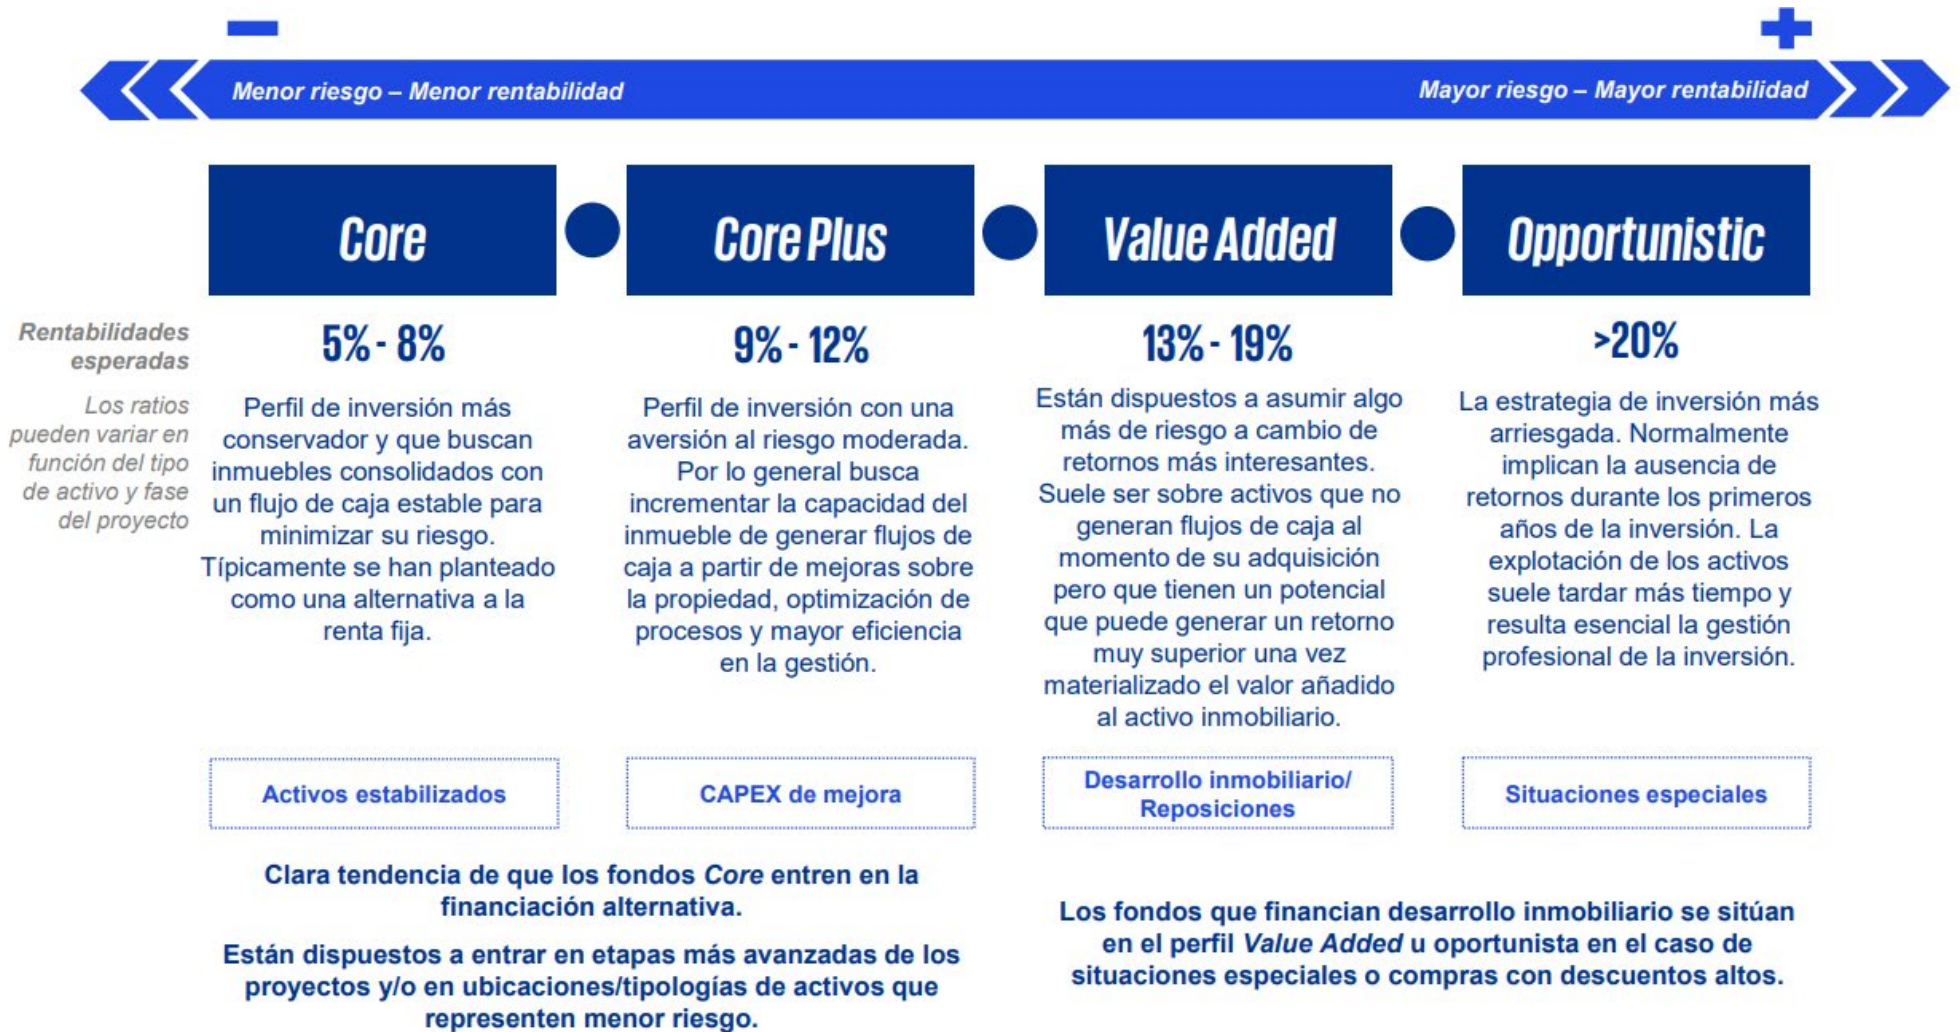 Menor riesgo – Menor rentabilidad
Mayor riesgo – Mayor rentabilidad
Core
Core Plus
Value Added
Opportunistic
Rentabilidades
esperadas
Los ratios
pueden variar en
función del tipo
de activo y fase
del proyecto
5% - 8%
Perfil de inversión más
conservador y que buscan
inmuebles consolidados con
un flujo de caja estable para
minimizar su riesgo.
Típicamente se han planteado
como una alternativa a la
renta fija.
Activos estabilizados
9% - 12%
Perfil de inversión con una
aversión al riesgo moderada.
Por lo general busca
incrementar la capacidad del
inmueble de generar flujos de
caja a partir de mejoras sobre
la propiedad, optimización de
procesos y mayor eficiencia
en la gestión.
CAPEX de mejora
13% - 19%
Están dispuestos a asumir algo
más de riesgo a cambio de
retornos más interesantes.
Suele ser sobre activos que no
generan flujos de caja al
momento de su adquisición
pero que tienen un potencial
que puede generar un retorno
muy superior una vez
materializado el valor añadido
al activo inmobiliario.
Desarrollo inmobiliario/
Reposiciones
>20%
La estrategia de inversión más
arriesgada. Normalmente
implican la ausencia de
retornos durante los primeros
años de la inversión. La
explotación de los activos
suele tardar más tiempo y
resulta esencial la gestión
profesional de la inversión.
Situaciones especiales
Clara tendencia de que los fondos Core entren en la
financiación alternativa.
Están dispuestos a entrar en etapas más avanzadas de los
proyectos y/o en ubicaciones/tipologías de activos que
representen menor riesgo.
Los fondos que financian desarrollo inmobiliario se sitúan
en el perfil Value Added u oportunista en el caso de
situaciones especiales o compras con descuentos altos.